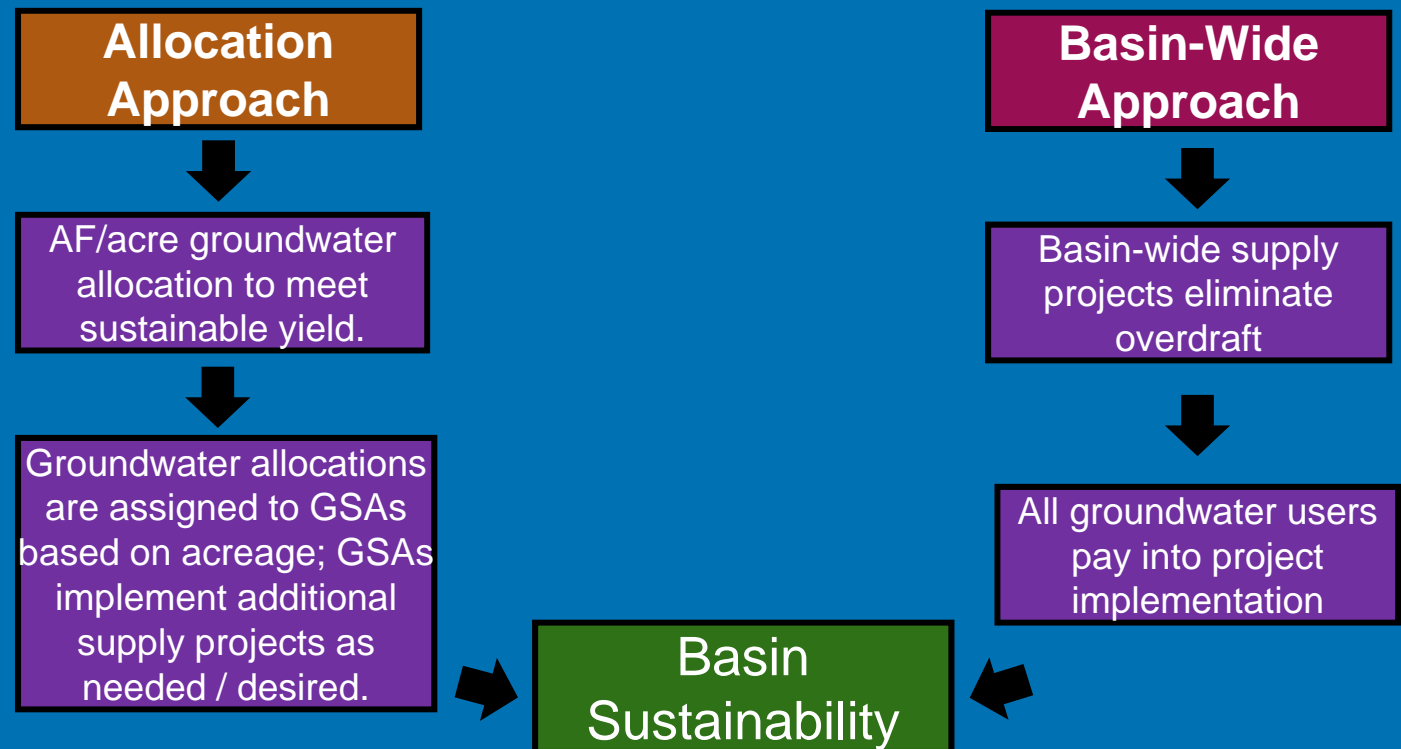 Allocation
Approach
AF/acre groundwater
allocation to meet
sustainable yield.
Groundwater allocations
are assigned to GSAs
based on acreage; GSAs
implement additional
supply projects as
needed / desired.
Basin-Wide
Approach
Basin-wide supply
projects eliminate
overdraft
All groundwater users
pay into project
implementation
Basin
Sustainability